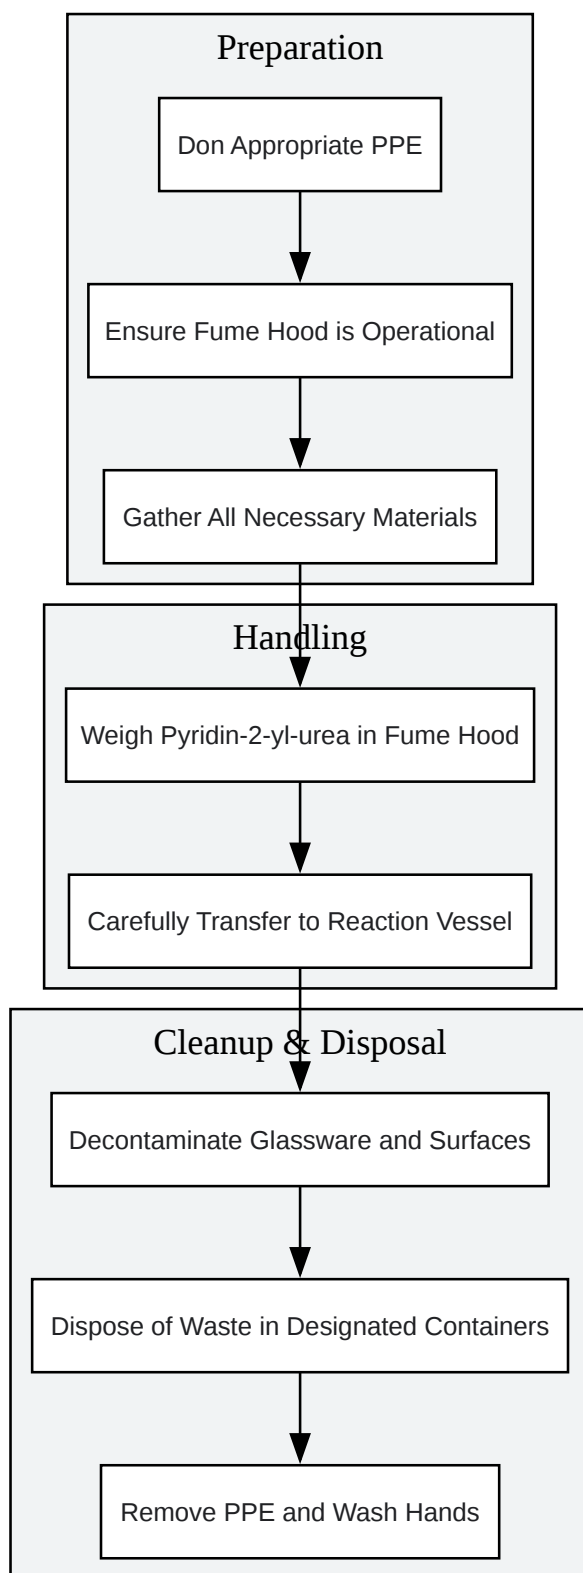 Preparation
Don Appropriate PPE
Ensure Fume Hood is Operational
Gather All Necessary Materials
Handling
Weigh Pyridin-2-yl-urea in Fume Hood
Carefully Transfer to Reaction Vessel
Cleanup & Disposal
Decontaminate Glassware and Surfaces
Dispose of Waste in Designated Containers
Remove PPE and Wash Hands